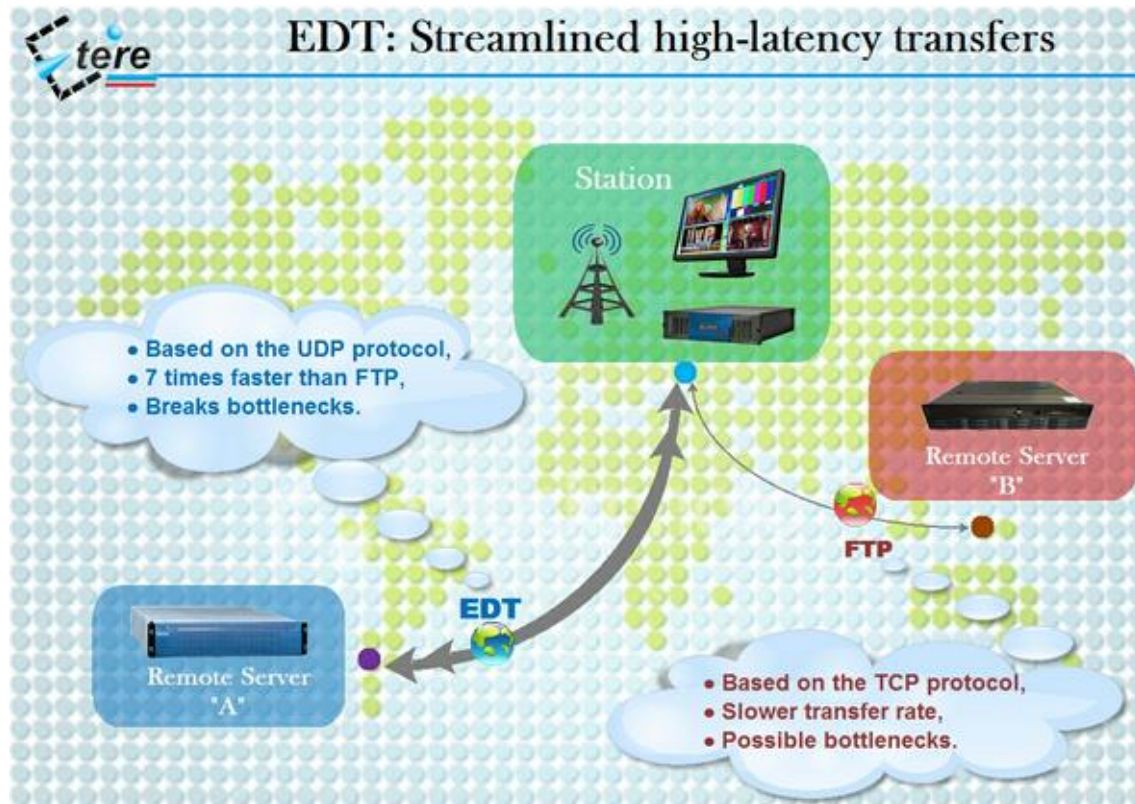 Etere
EDT: Streamlined high-latency transfers
Station
• Based on the UDP protocol,
• 7 times faster than FTP,
• Breaks bottlenecks.
Remote Server
"B"
FTP
EDT
Remote Server
"A"
• Based on the TCP protocol,
• Slower transfer rate,
• Possible bottlenecks.